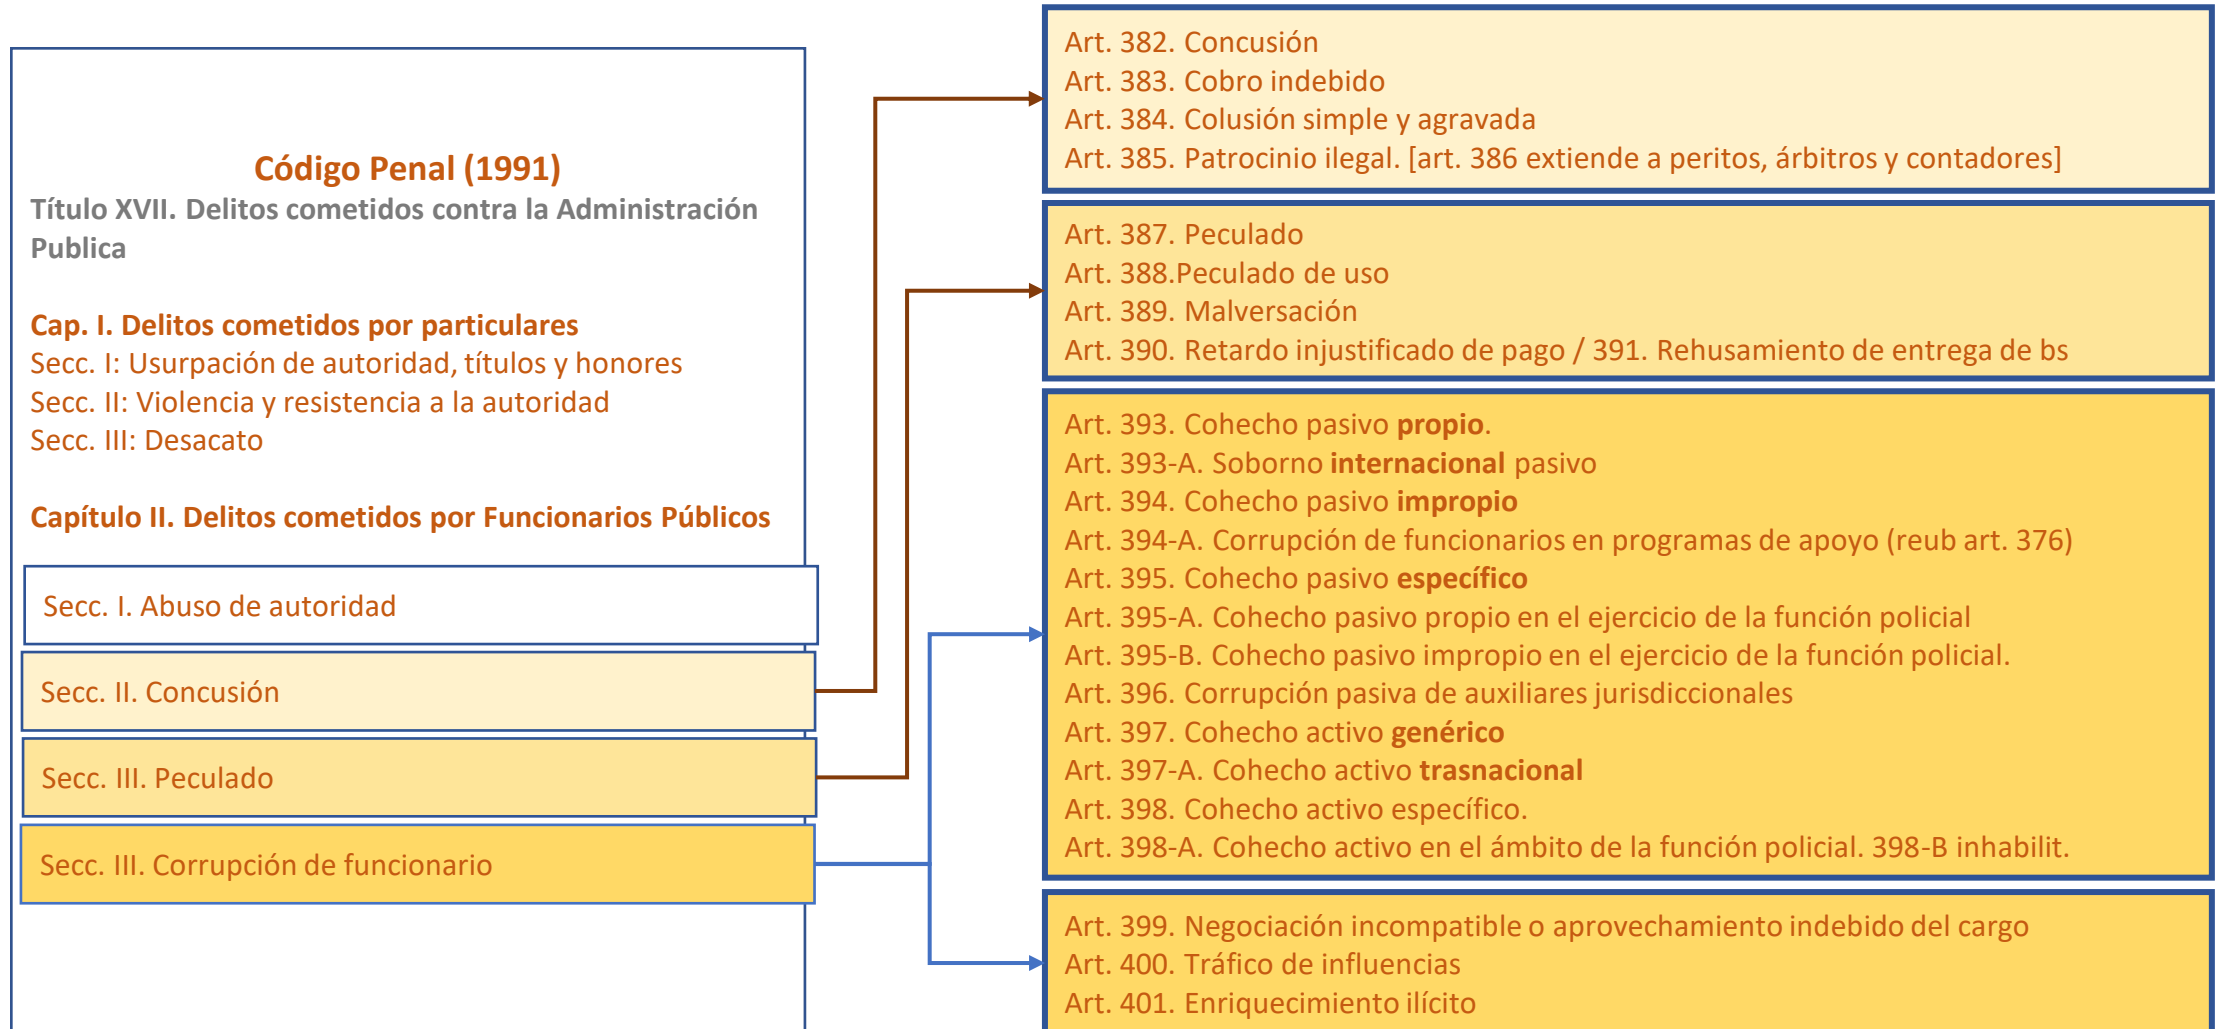 Código Penal (1991)
Título XVII. Delitos cometidos contra la Administración
Publica
Cap. I. Delitos cometidos por particulares
Secc. I: Usurpación de autoridad, títulos y honores
Secc. II: Violencia y resistencia a la autoridad
Secc. III: Desacato
Capítulo II. Delitos cometidos por Funcionarios Públicos
Secc. I. Abuso de autoridad
Secc. II. Concusión
Secc. III. Peculado
Secc. III. Corrupción de funcionario
Art. 382. Concusión
Art. 383. Cobro indebido
Art. 384. Colusión simple y agravada
Art. 385. Patrocinio ilegal. [art. 386 extiende a peritos, árbitros y contadores]
Art. 387. Peculado
Art. 388.Peculado de uso
Art. 389. Malversación
Art. 390. Retardo injustificado de pago / 391. Rehusamiento de entrega de bs
Art. 393. Cohecho pasivo propio.
Art. 393-A. Soborno internacional pasivo
Art. 394. Cohecho pasivo impropio
Art. 394-A. Corrupción de funcionarios en programas de apoyo (reub art. 376)
Art. 395. Cohecho pasivo específico
Art. 395-A. Cohecho pasivo propio en el ejercicio de la función policial
Art. 395-B. Cohecho pasivo impropio en el ejercicio de la función policial.
Art. 396. Corrupción pasiva de auxiliares jurisdiccionales
Art. 397. Cohecho activo genérico
Art. 397-A. Cohecho activo trasnacional
Art. 398. Cohecho activo específico.
Art. 398-A. Cohecho activo en el ámbito de la función policial. 398-B inhabilit.
Art. 399. Negociación incompatible o aprovechamiento indebido del cargo
Art. 400. Tráfico de influencias
Art. 401. Enriquecimiento ilícito